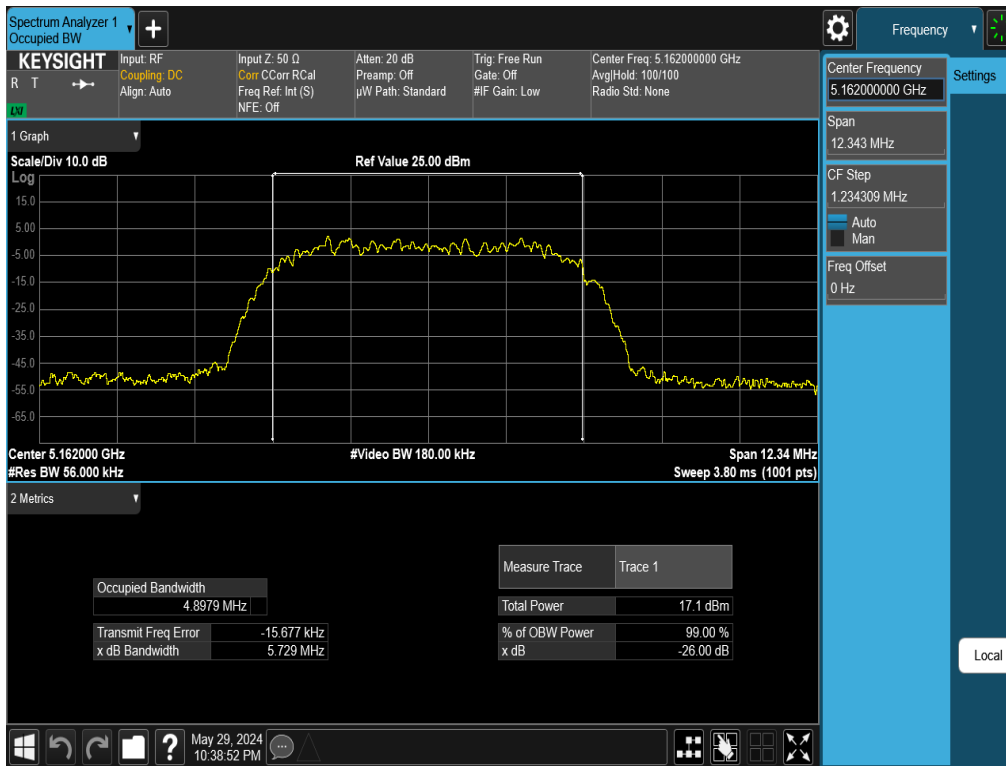 Spectrum Analyzer 1
Occupied BW
Frequency
KEYSIGHT
R T
LXI
Input: RF
Coupling: DC
Align: Auto
Input Z: 50 Ω
Corr CCorr RCal
Freq Ref: Int (S)
NFE: Off
Atten: 20 dB
Preamp: Off
µW Path: Standard
Trig: Free Run
Gate: Off
#IF Gain: Low
Center Freq: 5.162000000 GHz
Avg|Hold: 100/100
Radio Std: None
Center Frequency
5.162000000 GHz
Settings
Span
12.343 MHz
CF Step
1.234309 MHz
Auto
Man
Freq Offset
0 Hz
1 Graph
Scale/Div 10.0 dB
Ref Value 25.00 dBm
Log
15.0
5.00
-5.00
-15.0
-25.0
-35.0
-45.0
-55.0
-65.0
Center 5.162000 GHz
#Video BW 180.00 kHz
Span 12.34 MHz
#Res BW 56.000 kHz
Sweep 3.80 ms (1001 pts)
2 Metrics
Measure Trace Trace 1
Occupied Bandwidth
4.8979 MHz
Total Power 17.1 dBm
Transmit Freq Error -15.677 kHz
% of OBW Power 99.00 %
x dB Bandwidth 5.729 MHz
x dB -26.00 dB
Local
?
May 29, 2024
10:38:52 PM